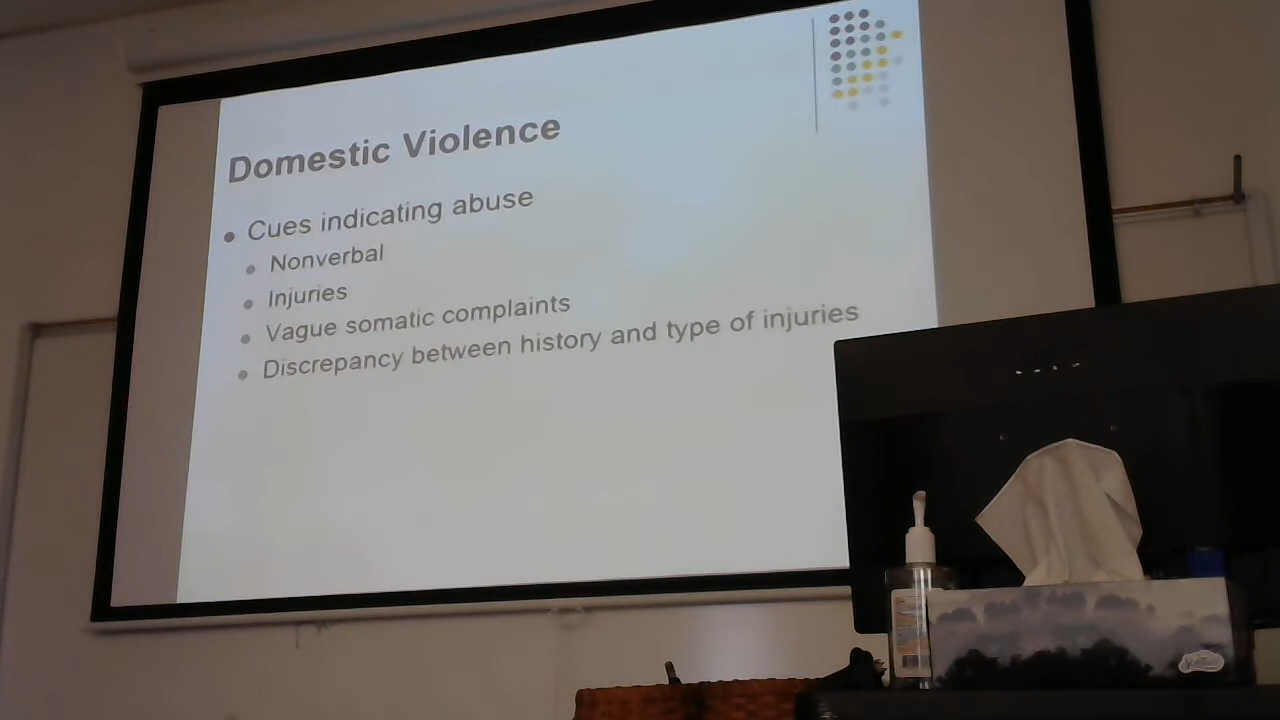 Domestic Violence
Cues indicating abuse
Nonverbal
Injuries
Vague somatic complaints
Discrepancy between history and type of injuries